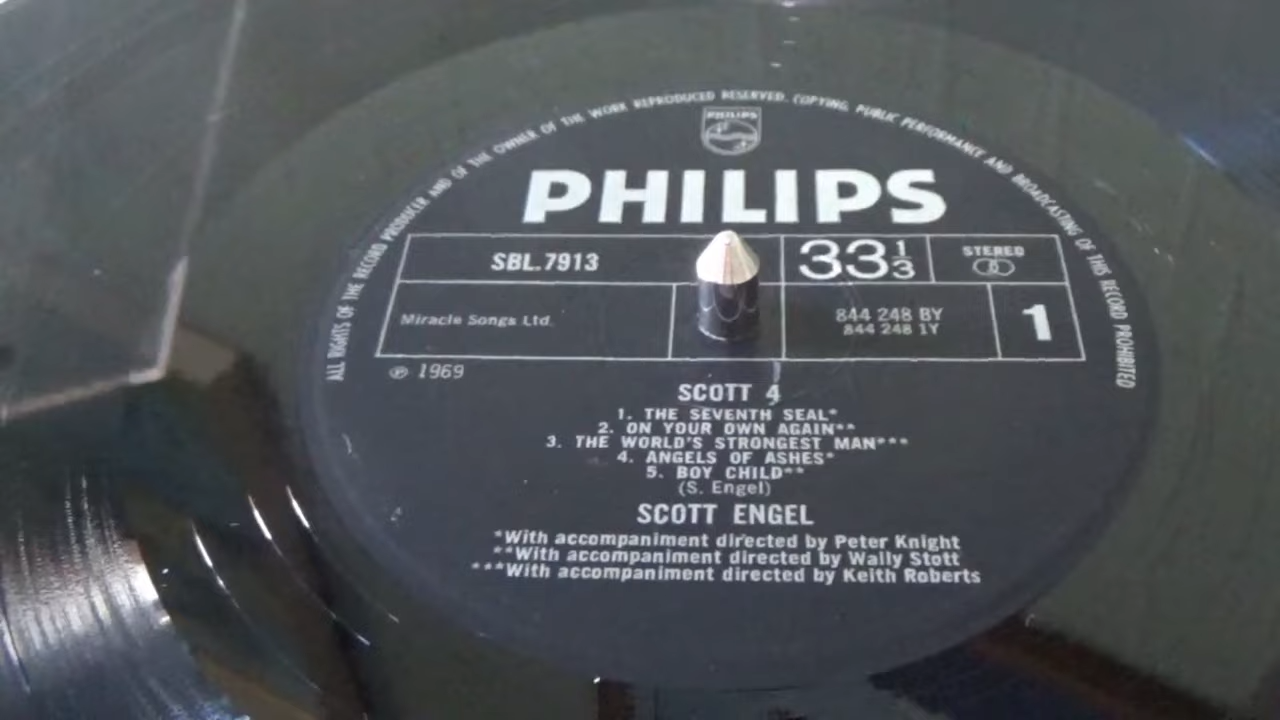 ALL RIGHTS OF THE RECORD PRODUCER AND OF THE OWNER OF THE WORK REPRODUCED RESERVED. COPYING, PUBLIC PERFORMANCE AND BROADCASTING OF THIS RECORD PROHIBITED
PHILIPS
PHILIPS
SBL.7913
33⅓
STEREO
Miracle Songs Ltd.
844 248 BY
844 248 1Y
1
℗ 1969
SCOTT 4
1. THE SEVENTH SEAL*
2. ON YOUR OWN AGAIN**
3. THE WORLD'S STRONGEST MAN***
4. ANGELS OF ASHES*
5. BOY CHILD**
(S. Engel)
SCOTT ENGEL
*With accompaniment directed by Peter Knight
**With accompaniment directed by Wally Stott
***With accompaniment directed by Keith Roberts